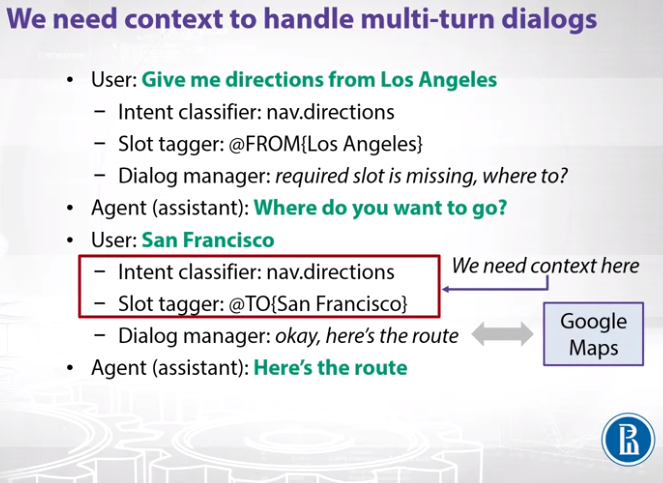 We need context to handle multi-turn dialogs
• User: Give me directions from Los Angeles
– Intent classifier: nav.directions
– Slot tagger: @FROM{Los Angeles}
– Dialog manager: required slot is missing, where to?
• Agent (assistant): Where do you want to go?
• User: San Francisco
– Intent classifier: nav.directions
We need context here
– Slot tagger: @TO{San Francisco}
– Dialog manager: okay, here's the route
Google
Maps
• Agent (assistant): Here's the route